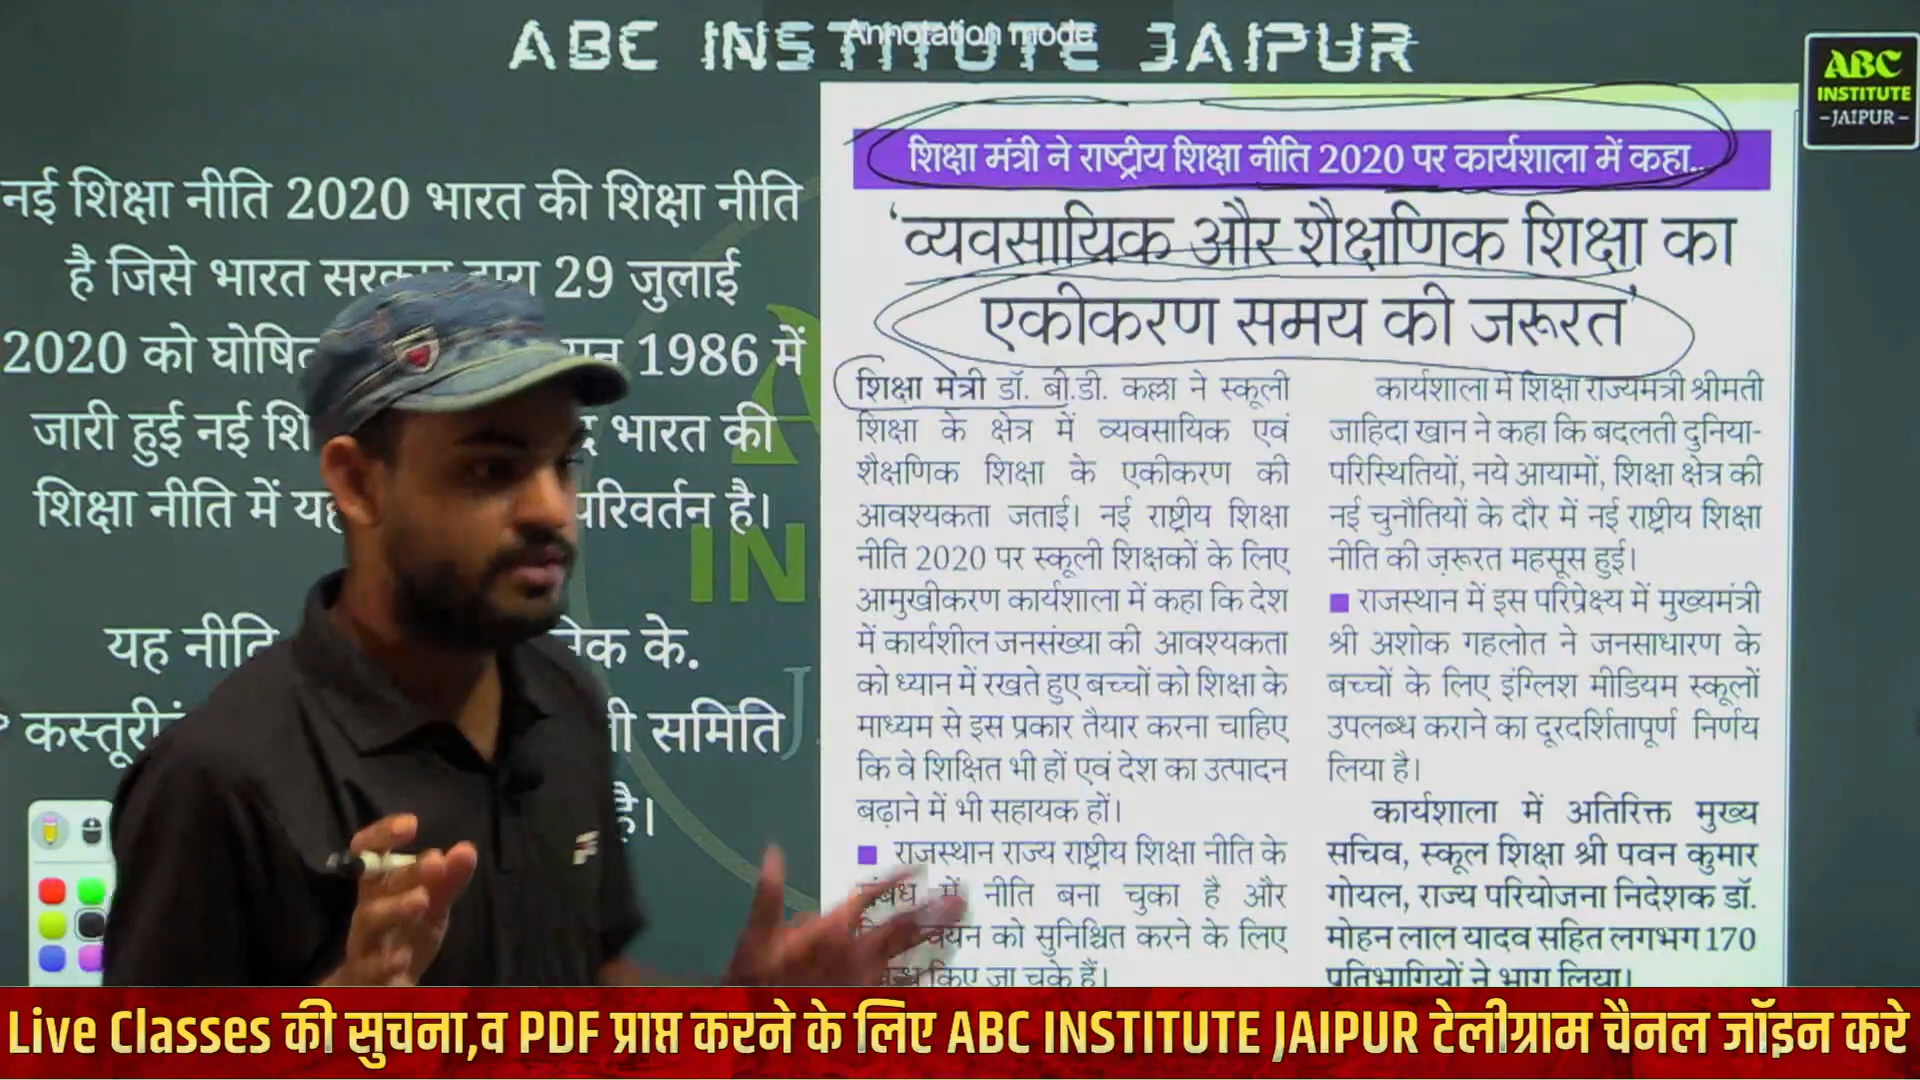 ABC INSTITUTE JAIPUR
Annotation mode
ABC
INSTITUTE
-JAIPUR-
नई शिक्षा नीति 2020 भारत की शिक्षा नीति
है जिसे भारत 29 जुलाई
2020 को 1986 में
जारी हुई नई भारत की
शिक्षा नीति में परिवर्तन है।
यह के.
समिति
है।
IN
शिक्षा मंत्री ने राष्ट्रीय शिक्षा नीति 2020 पर कार्यशाला में कहा..
‘व्यवसायिक और शैक्षणिक शिक्षा का
एकीकरण समय की जरूरत’
शिक्षा मंत्री डॉ. बी.डी. कल्ला ने स्कूली
शिक्षा के क्षेत्र में व्यवसायिक एवं
शैक्षणिक शिक्षा के एकीकरण की
आवश्यकता जताई। नई राष्ट्रीय शिक्षा
नीति 2020 पर स्कूली शिक्षकों के लिए
आमुखीकरण कार्यशाला में कहा कि देश
में कार्यशील जनसंख्या की आवश्यकता
को ध्यान में रखते हुए बच्चों को शिक्षा के
माध्यम से इस प्रकार तैयार करना चाहिए
कि वे शिक्षित भी हों एवं देश का उत्पादन
बढ़ाने में भी सहायक हों।
■ राजस्थान राज्य राष्ट्रीय शिक्षा नीति के
में नीति बना चुका है और
को सुनिश्चित करने के लिए
किए जा चुके हैं।
कार्यशाला में शिक्षा राज्यमंत्री श्रीमती
जाहिदा खान ने कहा कि बदलती दुनिया-
परिस्थितियों, नये आयामों, शिक्षा क्षेत्र की
नई चुनौतियों के दौर में नई राष्ट्रीय शिक्षा
नीति की ज़रूरत महसूस हुई।
■ राजस्थान में इस परिप्रेक्ष्य में मुख्यमंत्री
श्री अशोक गहलोत ने जनसाधारण के
बच्चों के लिए इंग्लिश मीडियम स्कूलों
उपलब्ध कराने का दूरदर्शितापूर्ण निर्णय
लिया है।
कार्यशाला में अतिरिक्त मुख्य
सचिव, स्कूल शिक्षा श्री पवन कुमार
गोयल, राज्य परियोजना निदेशक डॉ.
मोहन लाल यादव सहित लगभग 170
प्रतिभागियों ने भाग लिया।
Live Classes की सुचना,व PDF प्राप्त करने के लिए ABC INSTITUTE JAIPUR टेलीग्राम चैनल जॉइन करे